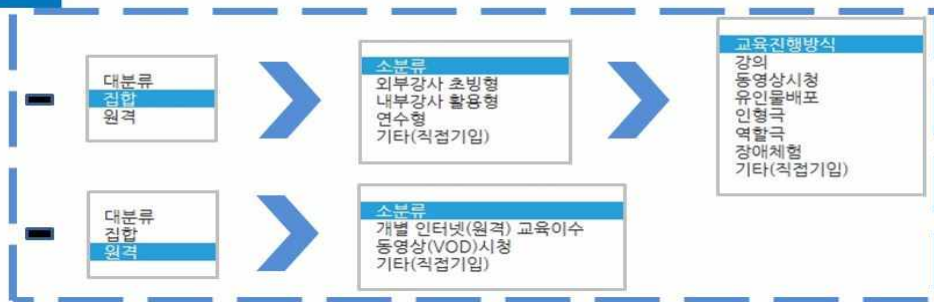 대분류
집합
원격
소분류
외부강사 초빙형
내부강사 활용형
연수형
기타(직접기입)
교육진행방식
강의
동영상시청
유인물배포
인형극
역할극
장애체험
기타(직접기입)
대분류
집합
원격
소분류
개별 인터넷(원격) 교육이수
동영상(VOD)시청
기타(직접기입)